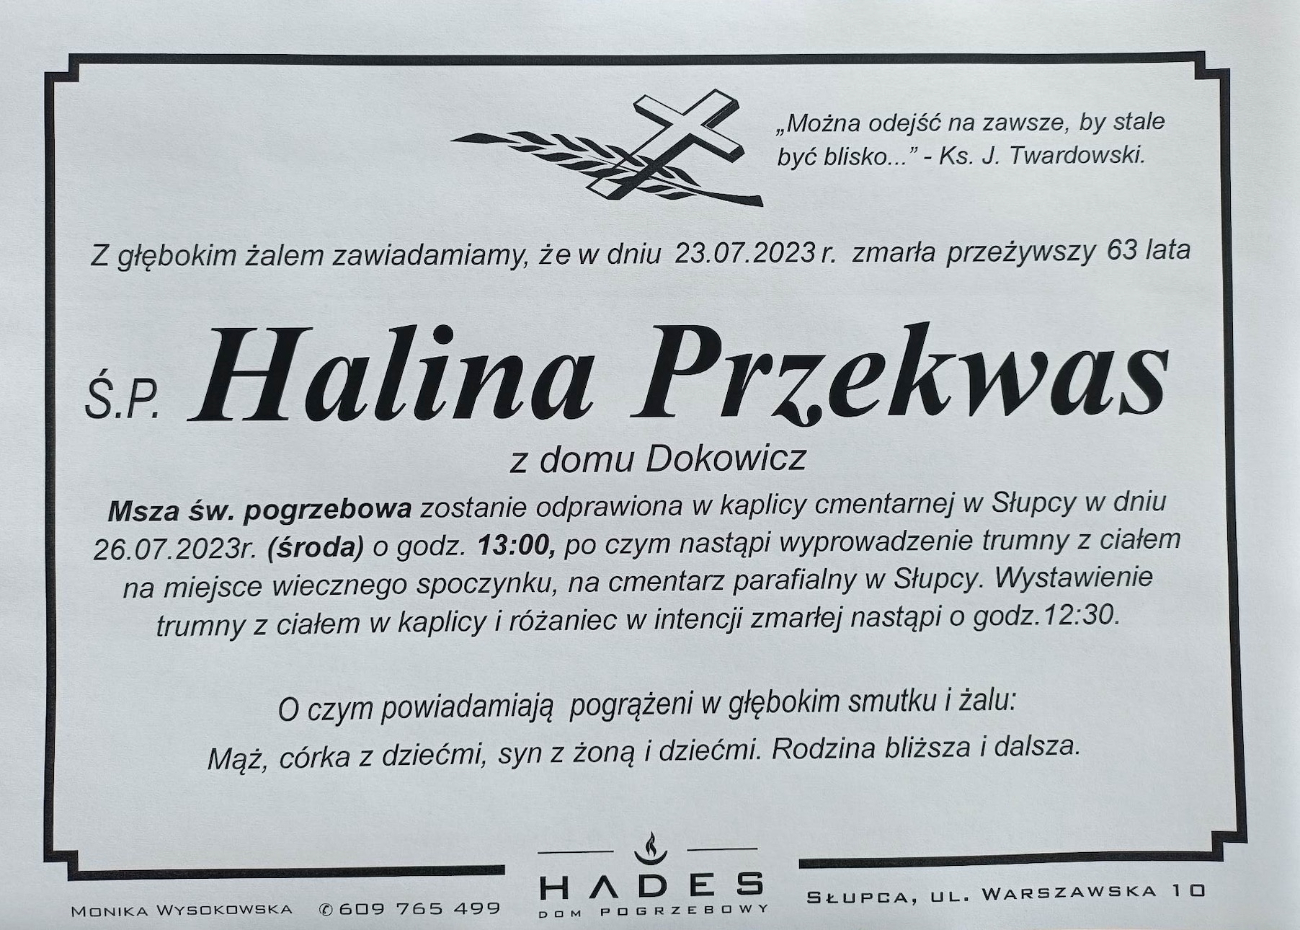 „Można odejść na zawsze, by stale
być blisko...” - Ks. J. Twardowski.
Z głębokim żalem zawiadamiamy, że w dniu 23.07.2023 r. zmarła przeżywszy 63 lata
Ś.P. Halina Przekwas
z domu Dokowicz
Msza św. pogrzebowa zostanie odprawiona w kaplicy cmentarnej w Słupcy w dniu
26.07.2023r. (środa) o godz. 13:00, po czym nastąpi wyprowadzenie trumny z ciałem
na miejsce wiecznego spoczynku, na cmentarz parafialny w Słupcy. Wystawienie
trumny z ciałem w kaplicy i różaniec w intencji zmarłej nastąpi o godz.12:30.
O czym powiadamiają pogrążeni w głębokim smutku i żalu:
Mąż, córka z dziećmi, syn z żoną i dziećmi. Rodzina bliższa i dalsza.
Monika Wysokowska ✆609 765 499
HADES
DOM POGRZEBOWY
Słupca, ul. Warszawska 10